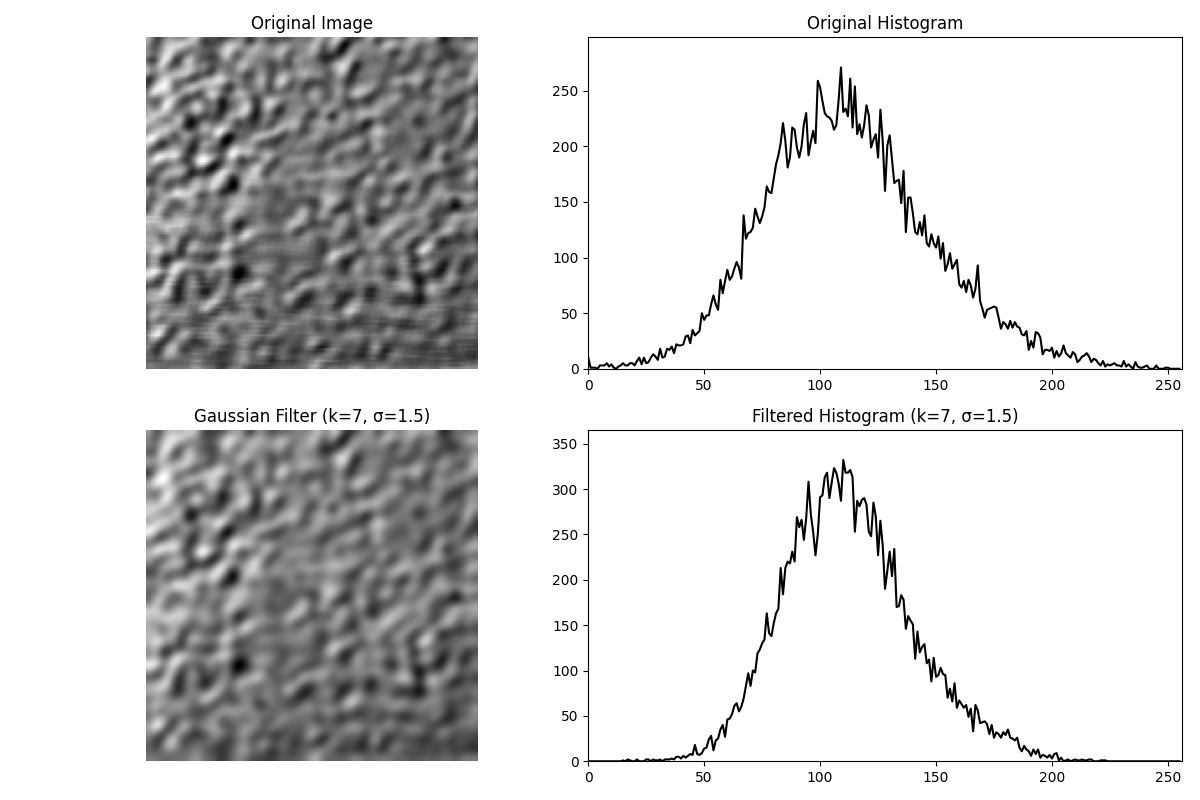 Original Image
Original Histogram
250
200
150
100
50
0
0 50 100 150 200 250
Gaussian Filter (k=7, σ=1.5)
Filtered Histogram (k=7, σ=1.5)
350
300
250
200
150
100
50
0
0 50 100 150 200 250